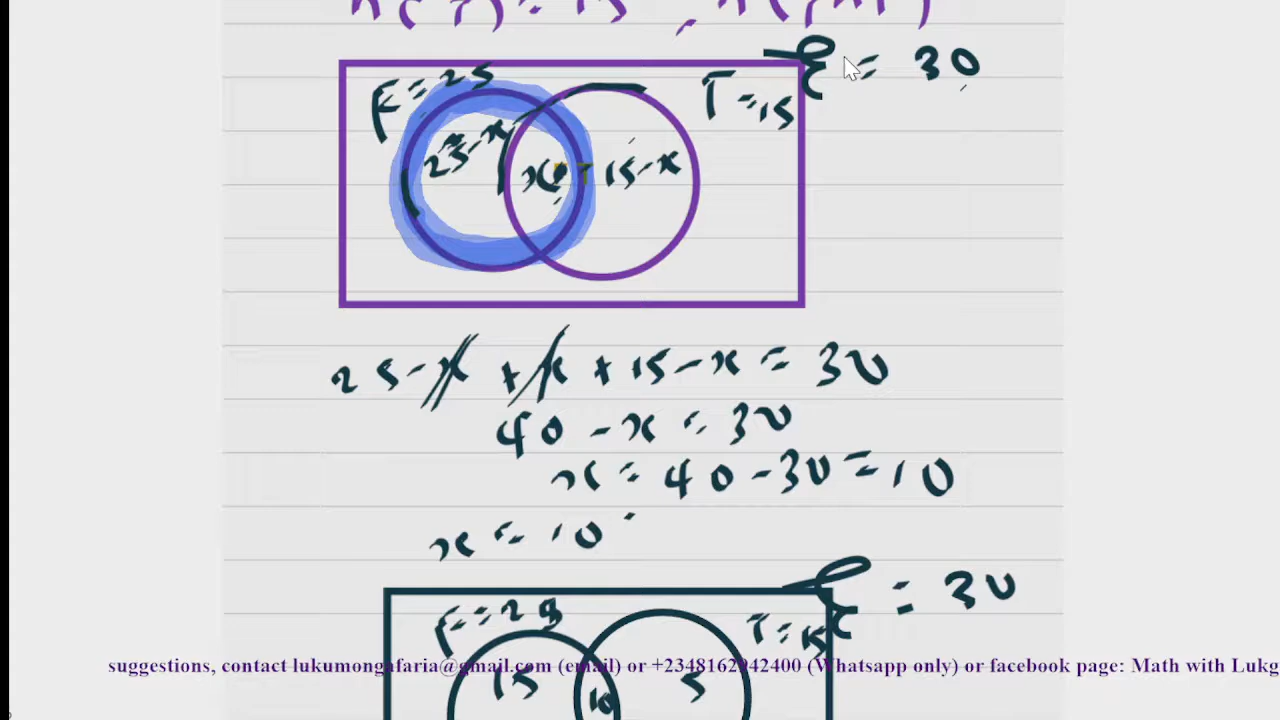 ξ = 30
F = 25
T = 15
25-x
x
15-x
25-x + x + 15-x = 30
40 - x = 30
x = 40 - 30 = 10
x = 10
ξ = 30
F = 25
T = 15
suggestions, contact lukumongafaria@gmail.com (email) or +2348162942400 (Whatsapp only) or facebook page: Math with Lukg
15
10
5